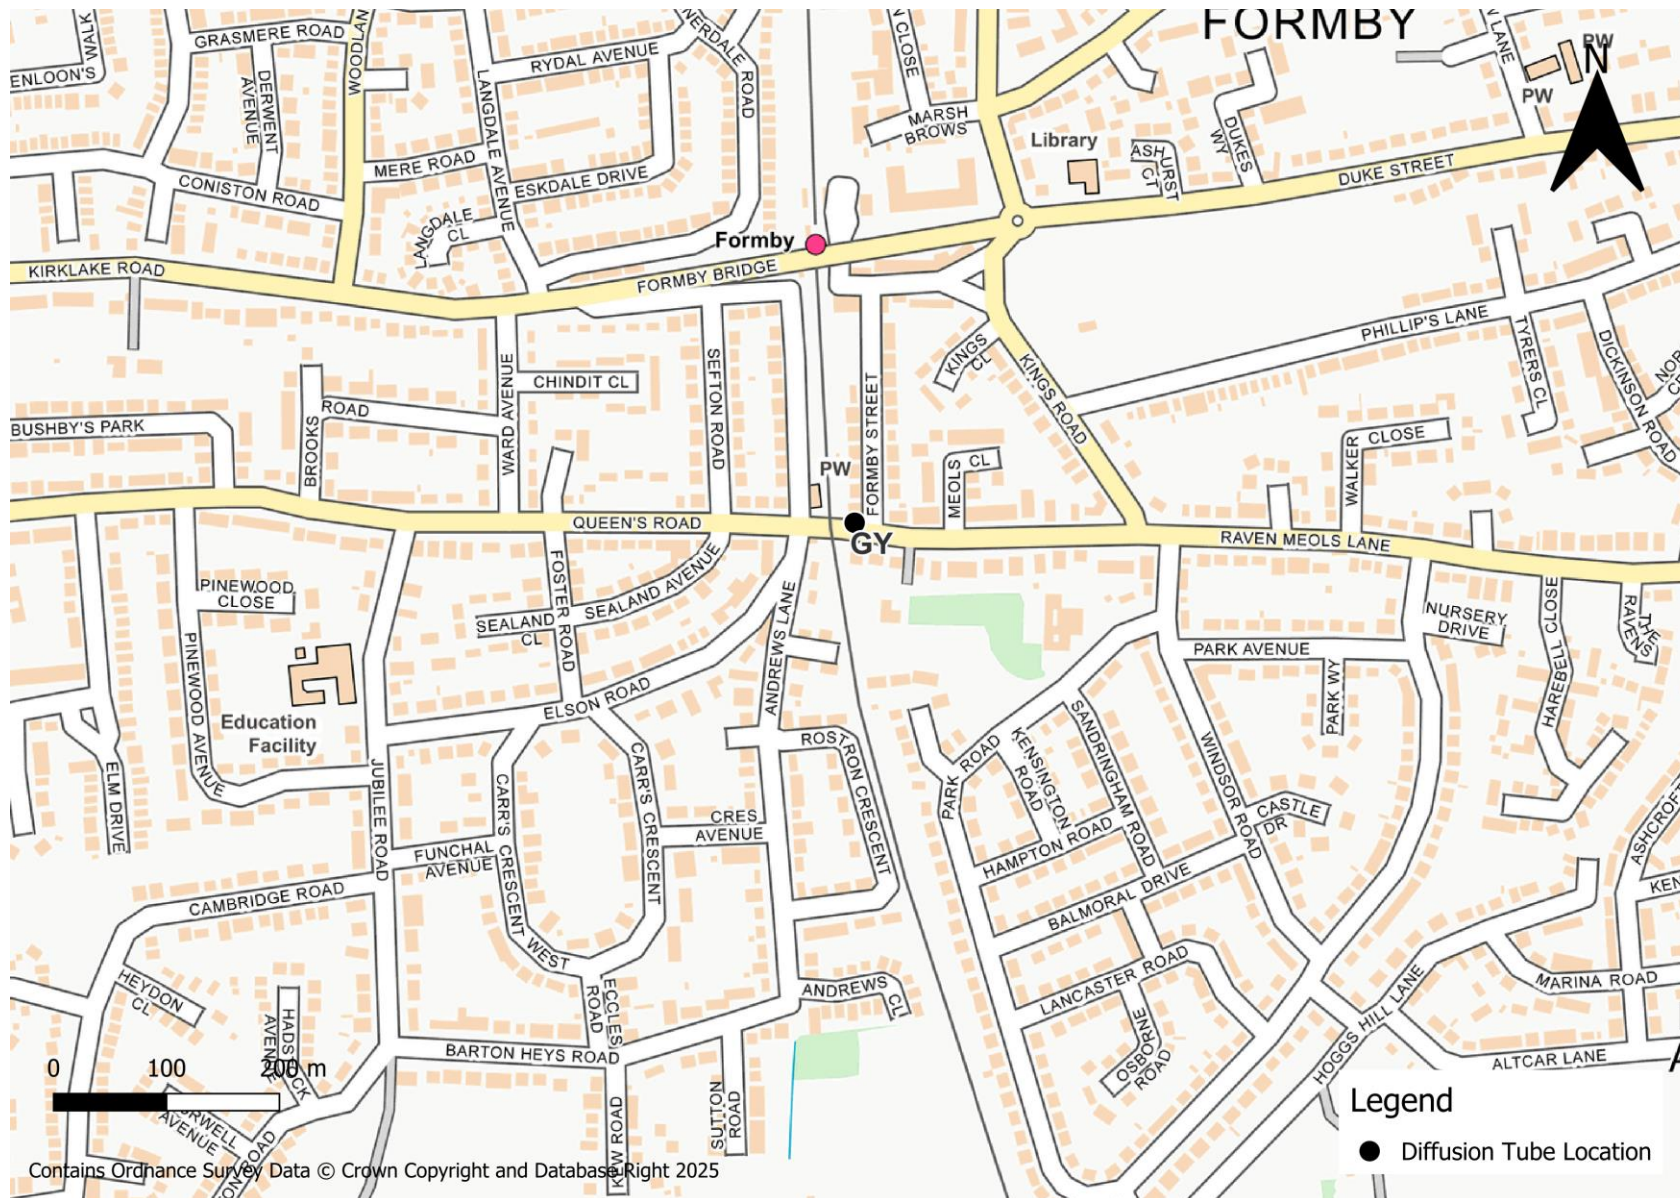 FORMBY
GRASMERE ROAD
WOODLAN
ENLOON'S WALK
DERWENT
AVENUE
LANGDALE AVENUE
RYDAL AVENUE
NERDALE
ROAD
N CLOSE
MARSH
BROWS
Library
ASH
HURST
CT
DUKES
WY
N LANE
PW
N
PW
DUKE STREET
MERE ROAD
CONISTON ROAD
ESKDALE DRIVE
LANGDALE
CL
Formby
KIRKLAKE ROAD
FORMBY BRIDGE
PHILLIP'S LANE
TYRERS CL
DICKINSON ROAD
KINGS
CL
KINGS ROAD
CHINDIT CL
WARD AVENUE
SEFTON ROAD
FORMBY STREET
BUSHBY'S PARK
BROOKS
ROAD
WALKER
CLOSE
MEOLS
CL
PW
QUEEN'S ROAD
GY
RAVEN MEOLS LANE
PINEWOOD
CLOSE
FOSTER ROAD
SEALAND AVENUE
SEALAND
CL
ANDREWS LANE
NURSERY
DRIVE
HAREBELL CLOSE
THE
RAVENS
PARK AVENUE
PARK WY
PINEWOOD AVENUE
Education
Facility
ELSON ROAD
ELM DRIVE
JUBILEE ROAD
CARR'S CRESCENT
CARR'S CRESCENT
WEST
ROSTRON CRESCENT
PARK ROAD
KENSINGTON
ROAD
SANDRINGHAM ROAD
WINDSOR ROAD
CASTLE
DR
CRES
AVENUE
FUNCHAL
AVENUE
HAMPTON ROAD
ASHCROFT
KEN
CAMBRIDGE ROAD
BALMORAL DRIVE
HEYDON
CL
ECCLES
ROAD
ANDREWS
CL
LANCASTER ROAD
OSBORNE
ROAD
MARINA ROAD
HOGGS HILL LANE
ALTCAR LANE
BARTON HEYS ROAD
AVENUE
0 100 200 m
AVENUE
KEW ROAD
SUTTON
ROAD
Legend
Diffusion Tube Location
Contains Ordnance Survey Data © Crown Copyright and Database Right 2025